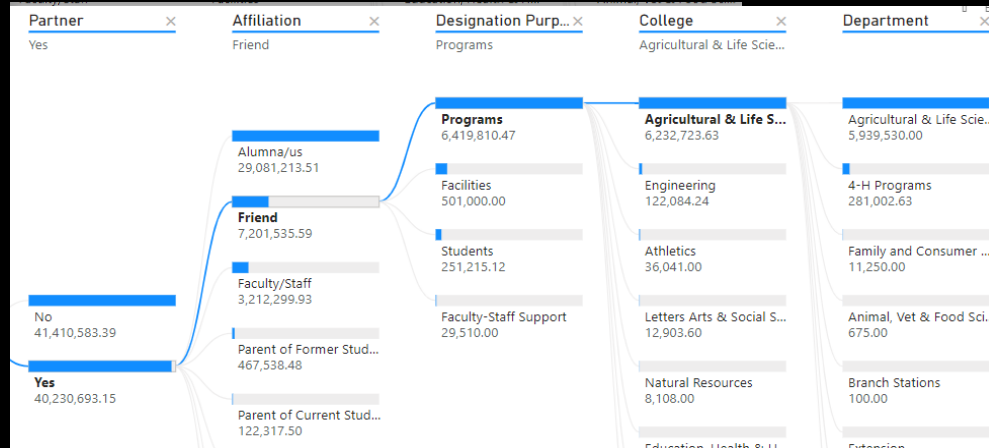 Partner ×
Yes
Affiliation ×
Friend
Designation Purp... ×
Programs
College ×
Agricultural & Life Scie...
Department ×
No
41,410,583.39
Yes
40,230,693.15
Alumna/us
29,081,213.51
Friend
7,201,535.59
Faculty/Staff
3,212,299.93
Parent of Former Stud...
467,538.48
Parent of Current Stud...
122,317.50
Programs
6,419,810.47
Facilities
501,000.00
Students
251,215.12
Faculty-Staff Support
29,510.00
Agricultural & Life S...
6,232,723.63
Engineering
122,084.24
Athletics
36,041.00
Letters Arts & Social S...
12,903.60
Natural Resources
8,108.00
Agricultural & Life Scie..
5,939,530.00
4-H Programs
281,002.63
Family and Consumer ...
11,250.00
Animal, Vet & Food Sci.
675.00
Branch Stations
100.00
Extension